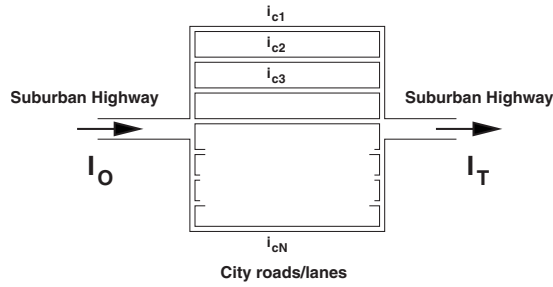 i_c1
i_c2
i_c3
Suburban Highway
Suburban Highway
I_O
I_T
i_cN
City roads/lanes